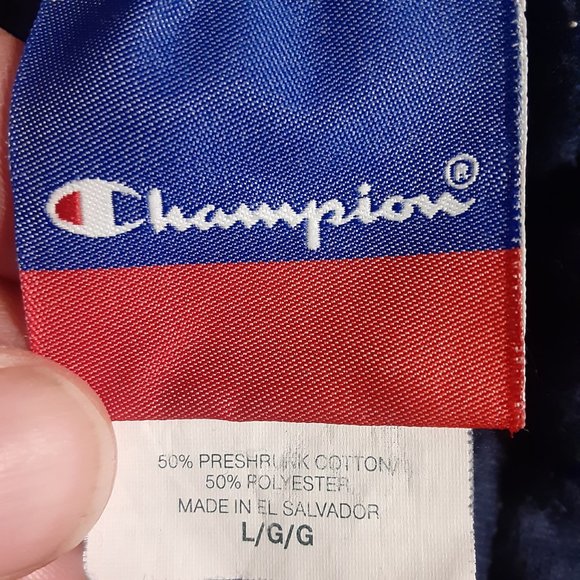 Champion®
50% PRESHRUNK COTTON/
50% POLYESTER
MADE IN EL SALVADOR
L/G/G